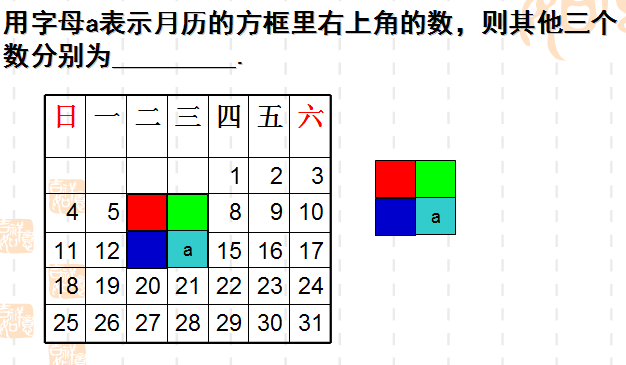 用字母a表示月历的方框里右上角的数，则其他三个
数分别为________.
日 一 二 三 四 五 六
1 2 3
4 5 8 9 10
11 12 a 15 16 17
18 19 20 21 22 23 24
25 26 27 28 29 30 31
a